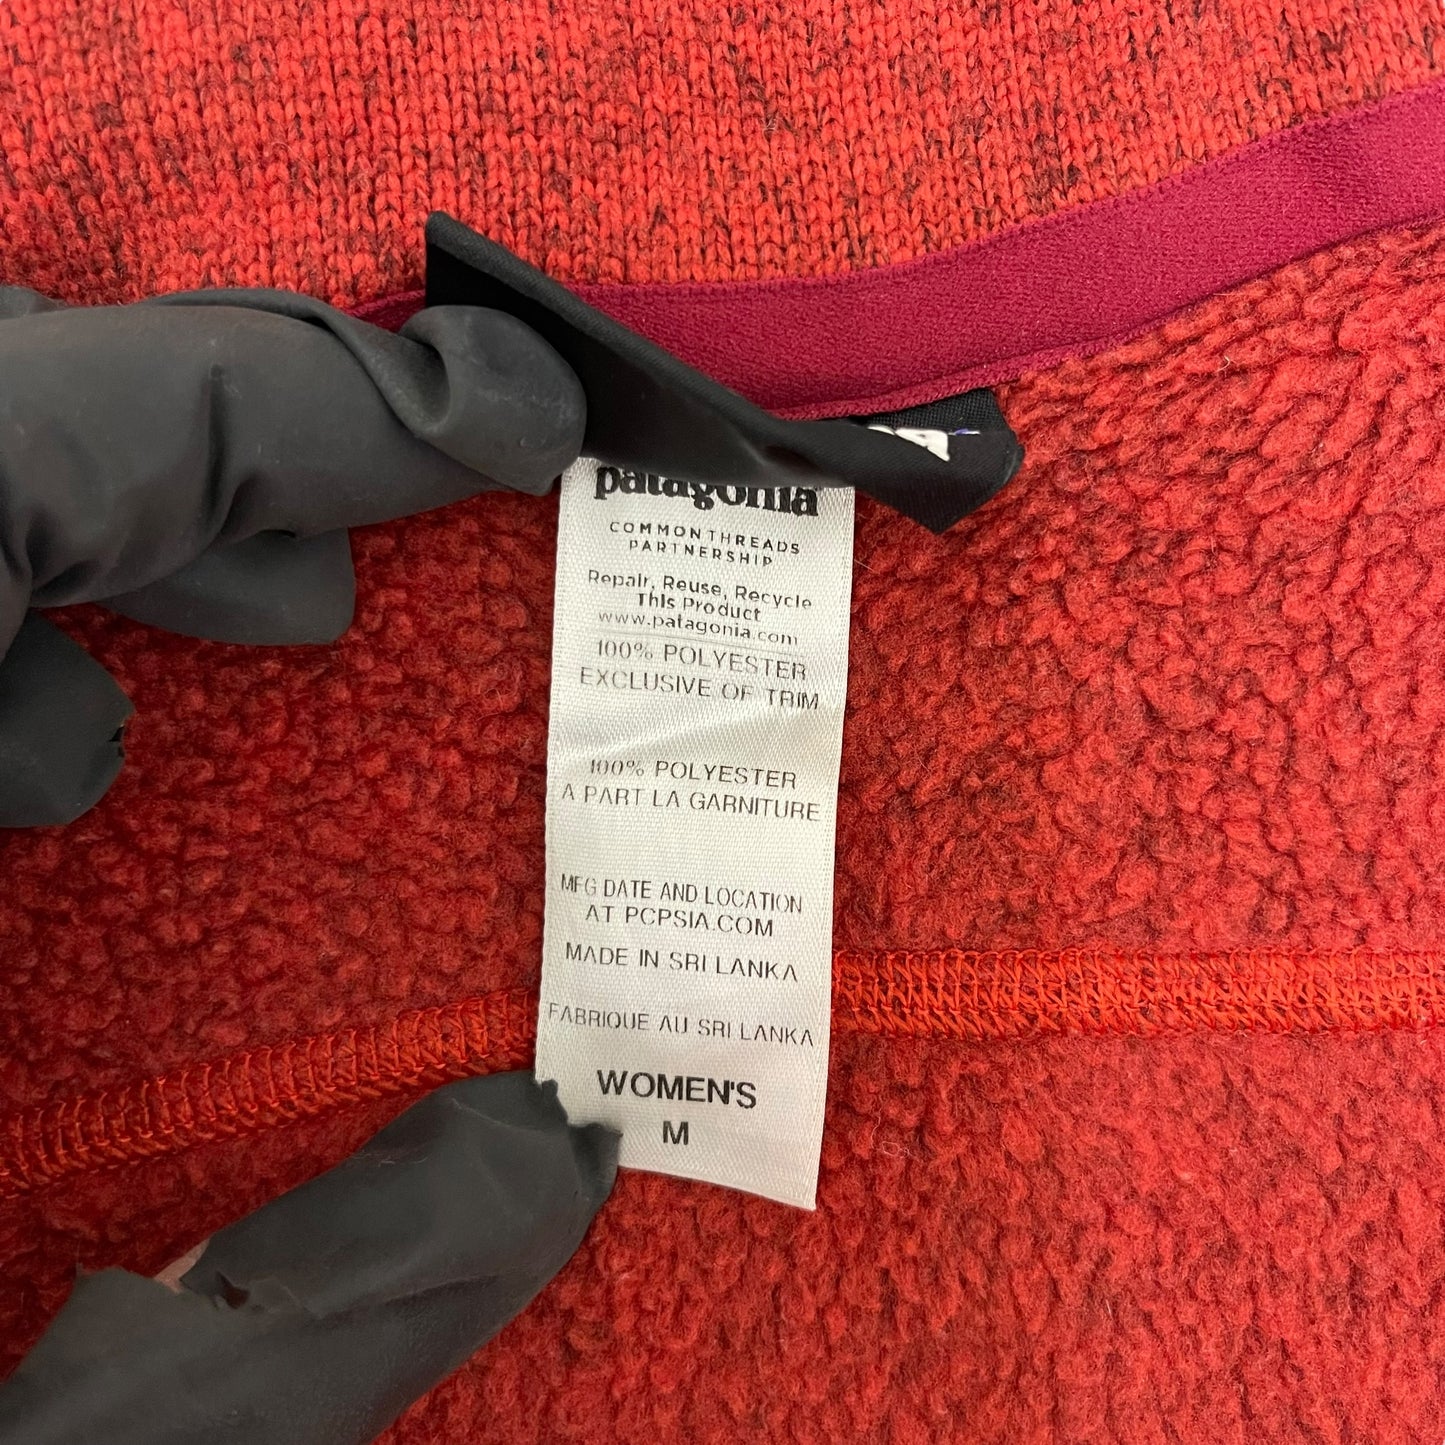 patagonia
COMMON THREADS
PARTNERSHIP
Repair, Reuse, Recycle
This Product
www.patagonia.com
100% POLYESTER
EXCLUSIVE OF TRIM
100% POLYESTER
A PART LA GARNITURE
MFG DATE AND LOCATION
AT PCPSIA.COM
MADE IN SRI LANKA
FABRIQUE AU SRI LANKA
WOMEN'S
M